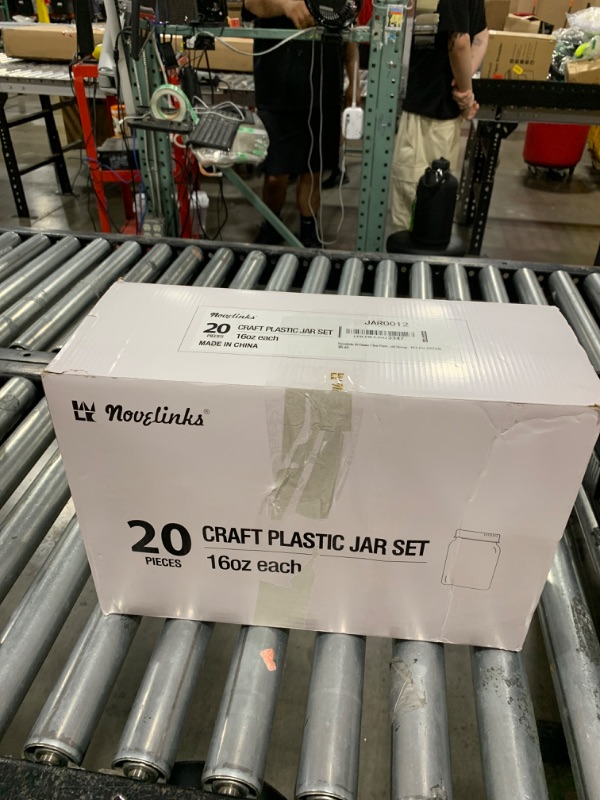 Novelinks
20
PIECES
CRAFT PLASTIC JAR SET
16oz each
MADE IN CHINA
JAR0012
Novelinks®
20
PIECES
CRAFT PLASTIC JAR SET
16oz each